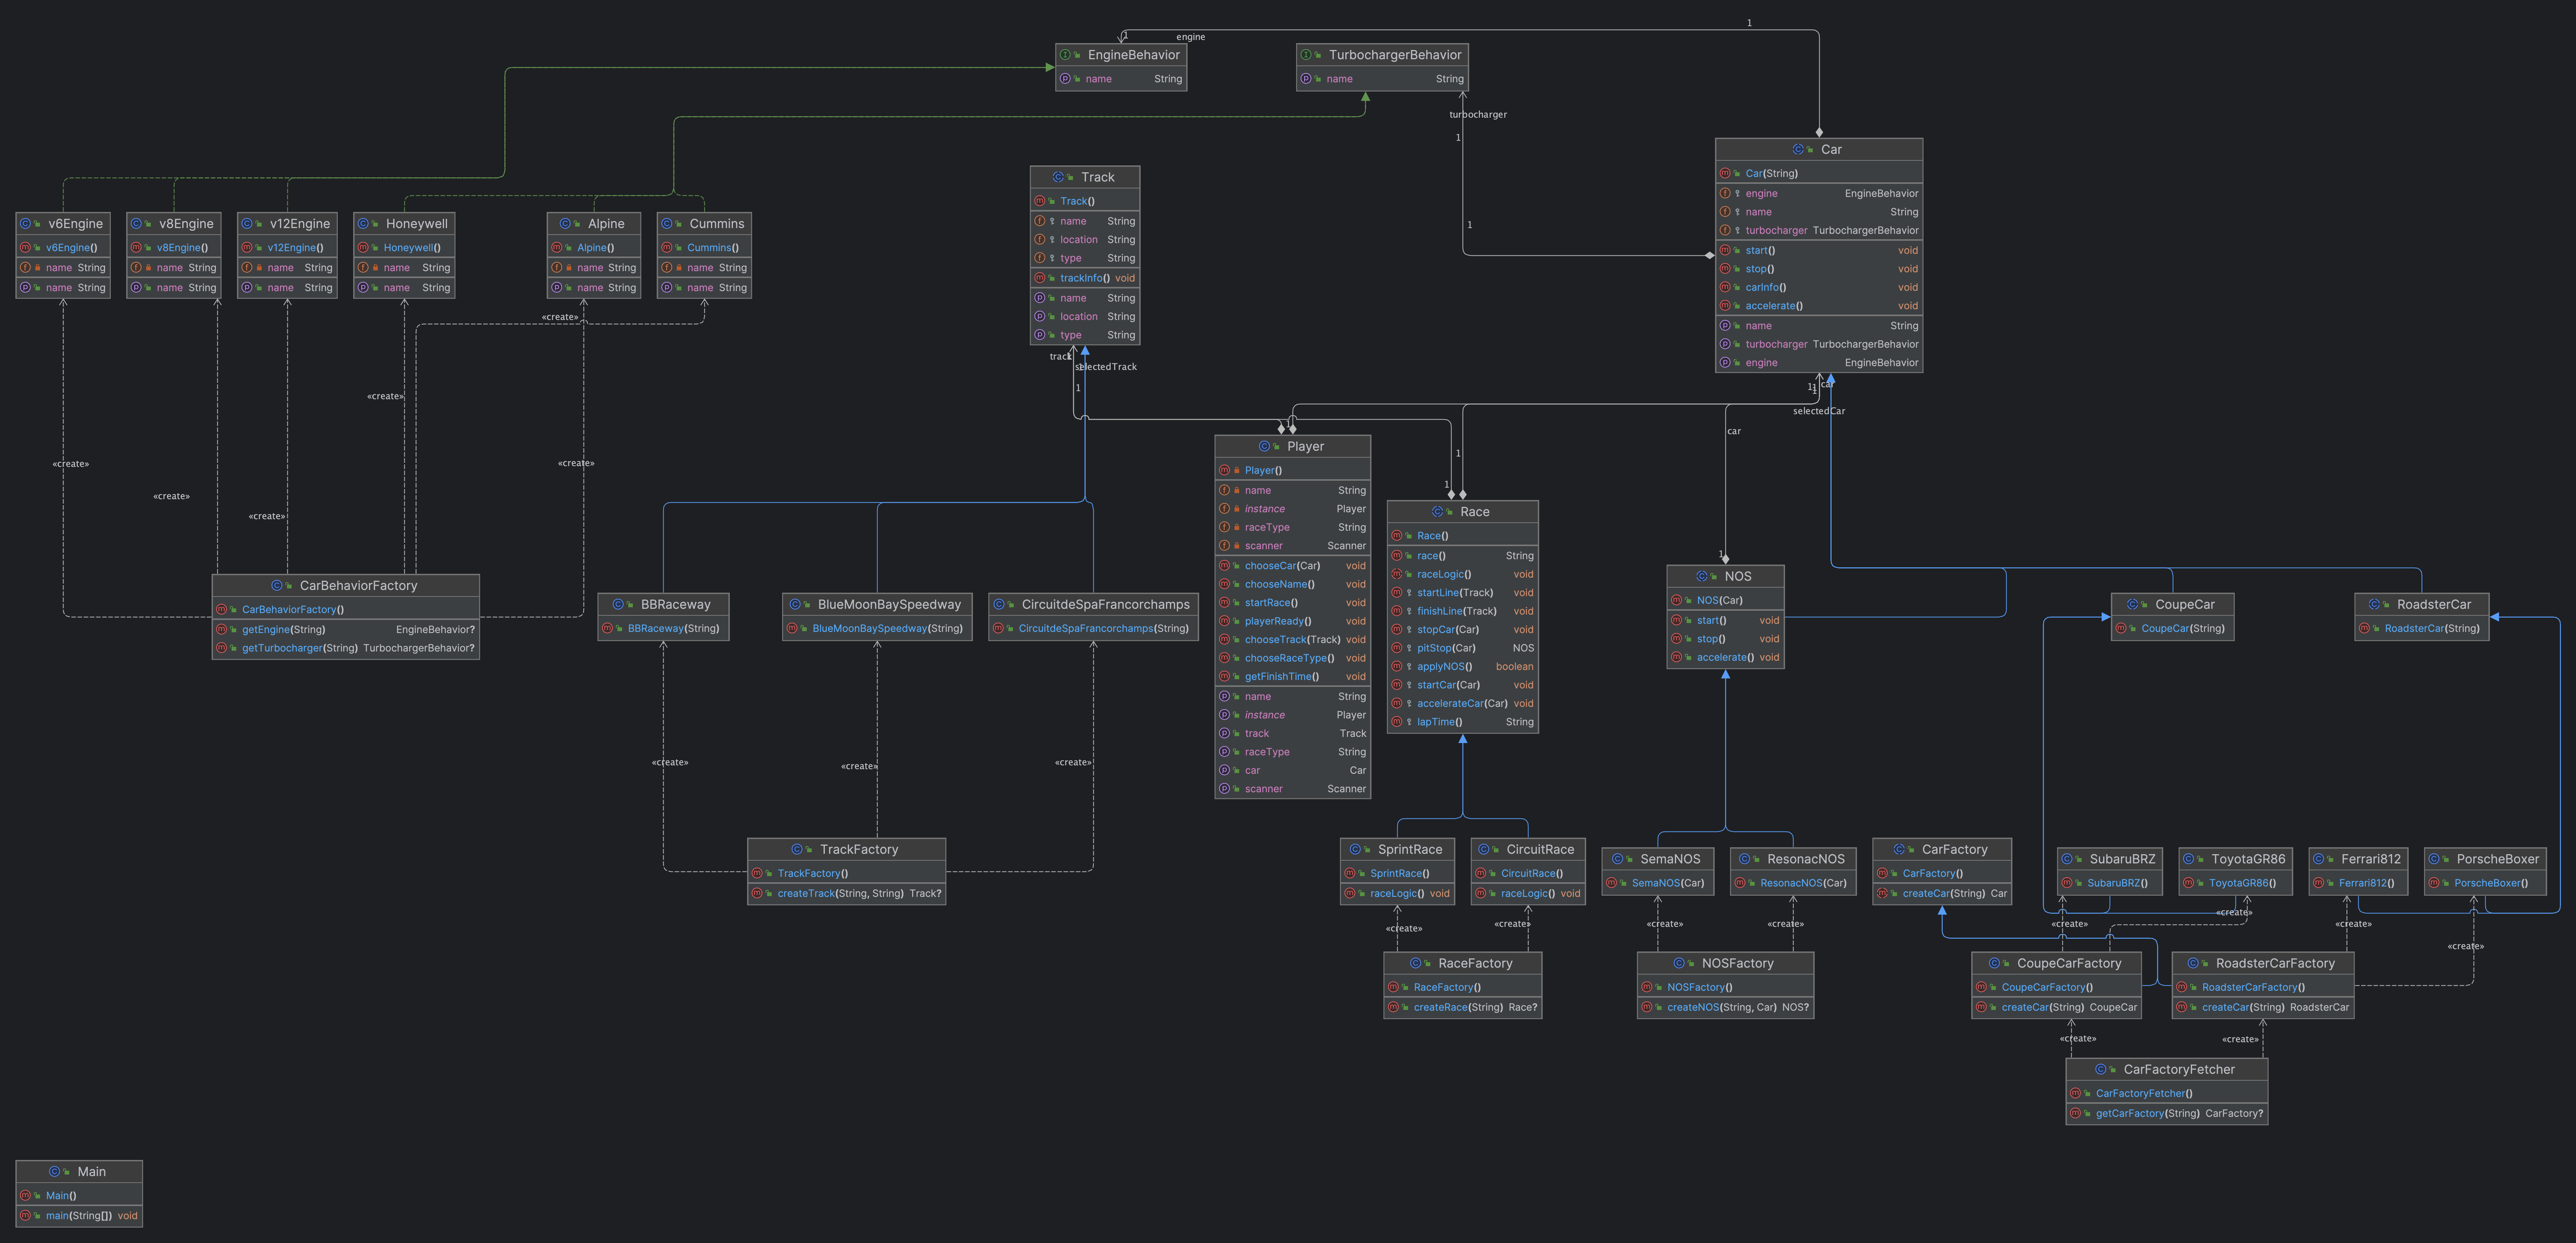 1
1
engine
EngineBehavior
name String
TurbochargerBehavior
name String
turbocharger
1
1
Car
Car(String)
engine EngineBehavior
name String
turbocharger TurbochargerBehavior
start() void
stop() void
carInfo() void
accelerate() void
name String
turbocharger TurbochargerBehavior
engine EngineBehavior
Track
Track()
name String
location String
type String
trackInfo() void
name String
location String
type String
v6Engine
v6Engine()
name String
name String
v8Engine
v8Engine()
name String
name String
v12Engine
v12Engine()
name String
name String
Honeywell
Honeywell()
name String
name String
Alpine
Alpine()
name String
name String
Cummins
Cummins()
name String
name String
«create»
«create»
«create»
«create»
«create»
«create»
track
selectedTrack
1
1
car
selectedCar
car
1
1
1
1
Player
Player()
name String
instance Player
raceType String
scanner Scanner
chooseCar(Car) void
chooseName() void
startRace() void
playerReady() void
chooseTrack(Track) void
chooseRaceType() void
getFinishTime() void
name String
instance Player
track Track
raceType String
car Car
scanner Scanner
Race
Race()
race() String
raceLogic() void
startLine(Track) void
finishLine(Track) void
stopCar(Car) void
pitStop(Car) NOS
applyNOS() boolean
startCar(Car) void
accelerateCar(Car) void
lapTime() String
NOS
NOS(Car)
start() void
stop() void
accelerate() void
CoupeCar
CoupeCar(String)
RoadsterCar
RoadsterCar(String)
CarBehaviorFactory
CarBehaviorFactory()
getEngine(String) EngineBehavior?
getTurbocharger(String) TurbochargerBehavior?
BBRaceway
BBRaceway(String)
BlueMoonBaySpeedway
BlueMoonBaySpeedway(String)
CircuitdeSpaFrancorchamps
CircuitdeSpaFrancorchamps(String)
«create»
«create»
«create»
TrackFactory
TrackFactory()
createTrack(String, String) Track?
SprintRace
SprintRace()
raceLogic() void
CircuitRace
CircuitRace()
raceLogic() void
SemaNOS
SemaNOS(Car)
ResonacNOS
ResonacNOS(Car)
CarFactory
CarFactory()
createCar(String) Car
SubaruBRZ
SubaruBRZ()
ToyotaGR86
ToyotaGR86()
Ferrari812
Ferrari812()
PorscheBoxer
PorscheBoxer()
«create»
«create»
«create»
«create»
«create»
«create»
«create»
«create»
RaceFactory
RaceFactory()
createRace(String) Race?
NOSFactory
NOSFactory()
createNOS(String, Car) NOS?
CoupeCarFactory
CoupeCarFactory()
createCar(String) CoupeCar
RoadsterCarFactory
RoadsterCarFactory()
createCar(String) RoadsterCar
«create»
«create»
CarFactoryFetcher
CarFactoryFetcher()
getCarFactory(String) CarFactory?
Main
Main()
main(String[]) void